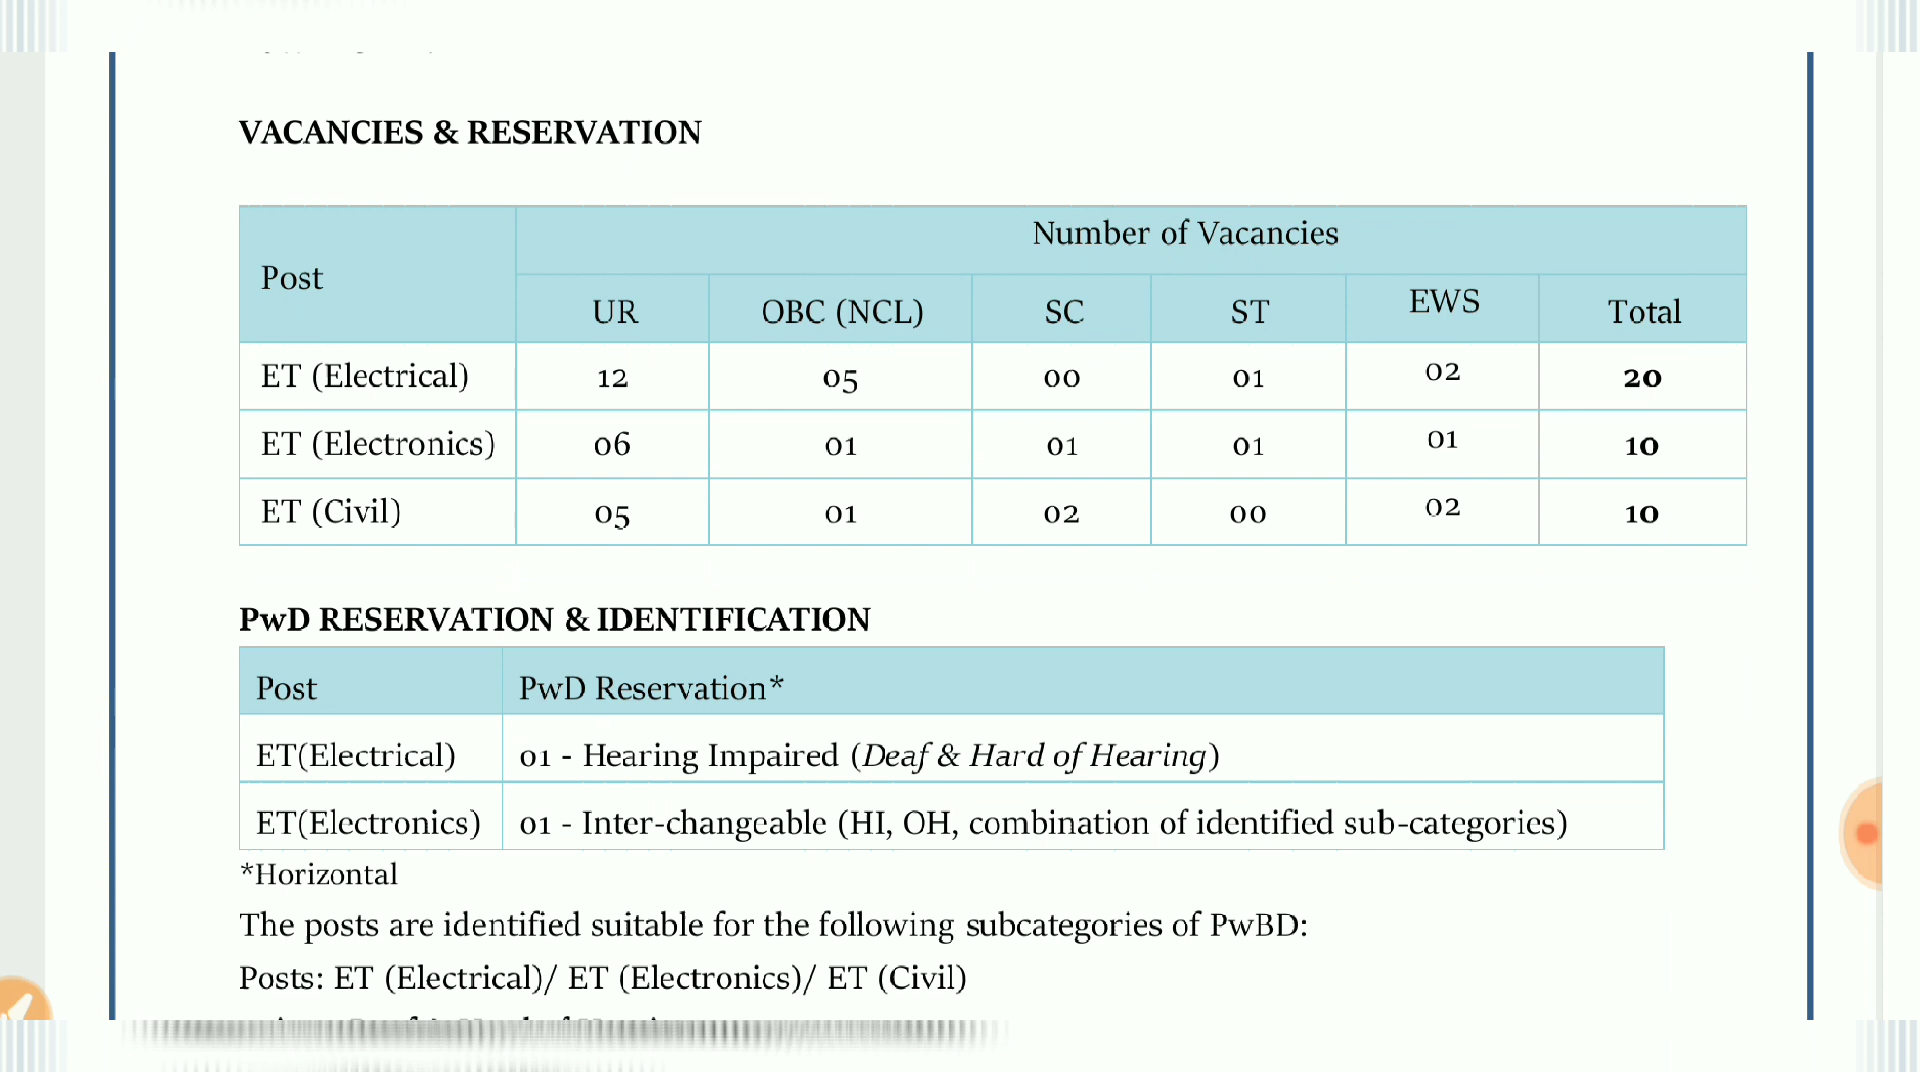 VACANCIES & RESERVATION
Post Number of Vacancies
UR OBC (NCL) SC ST EWS Total
ET (Electrical) 12 05 00 01 02 20
ET (Electronics) 06 01 01 01 01 10
ET (Civil) 05 01 02 00 02 10
PwD RESERVATION & IDENTIFICATION
Post PwD Reservation*
ET(Electrical) 01 - Hearing Impaired (Deaf & Hard of Hearing)
ET(Electronics) 01 - Inter-changeable (HI, OH, combination of identified sub-categories)
*Horizontal
The posts are identified suitable for the following subcategories of PwBD:
Posts: ET (Electrical)/ ET (Electronics)/ ET (Civil)